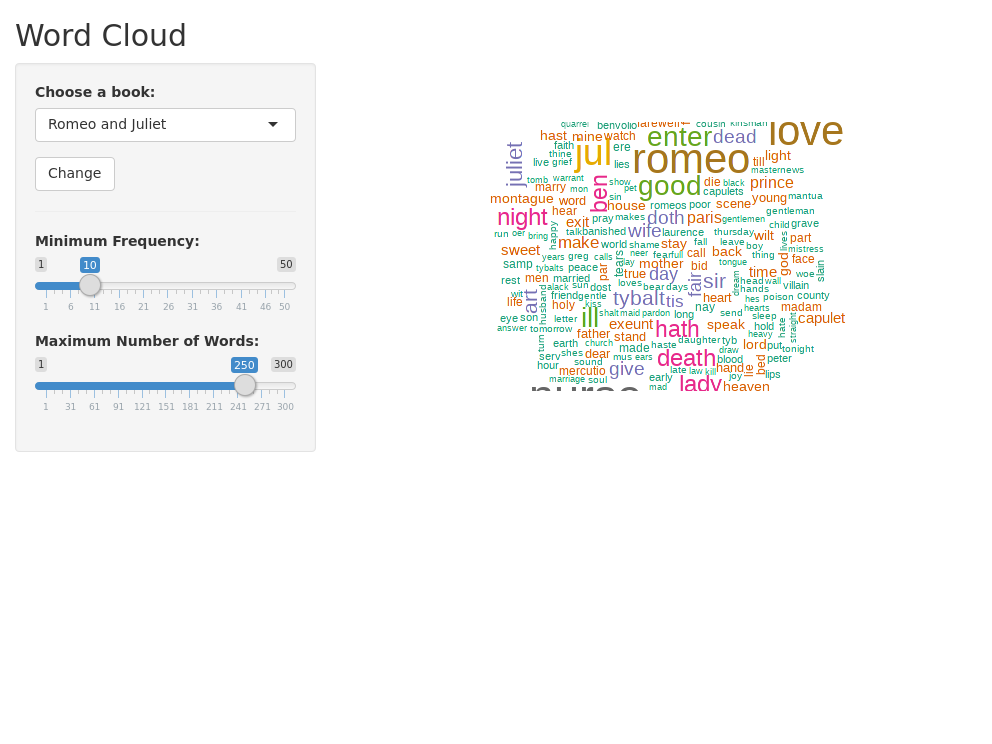 Word Cloud
Choose a book:
Romeo and Juliet
Change
Minimum Frequency:
1 10 50
1 6 11 16 21 26 31 36 41 46 50
Maximum Number of Words:
1 250 300
1 31 61 91 121 151 181 211 241 271 300
quarrel benvolio farewell cousin kinsman
love
hast mine watch enter dead
juliet faith thine jul ere romeo till light
live grief lies masternews
tomb warrant show good die black prince
marry mon ben pet capulets
montague word sin house romeos poor scene young mantua
night hear exit pray makes doth paris gentlemen gentleman
child grave
run oer bring happy talk banished wife laurence thursday wilt part
sweet make world shame stay fall leave boy lives mistress
years greg calls tears neer fearful call back thing god face
samp tybalts peace par clay mother bid tongue slain
rest men married true day fair sir dream time woe
alack sun dost loves bear days head wall villain
wit husband friend gentle tybalt tis heart hands
life art holy kiss nay hes poison county
eye son letter ill shalt maid pardon long send hearts madam
answer tomorrow exeunt hath speak sleep capulet
turn father stand hold hate straight
earth church made haste daughter tyb heavy
serv shes dear death draw lord put tonight
hour sound mus ears blood peter
mercutio give late law kill hand lie bed
marriage soul early joy lips
nurse mad lady heaven